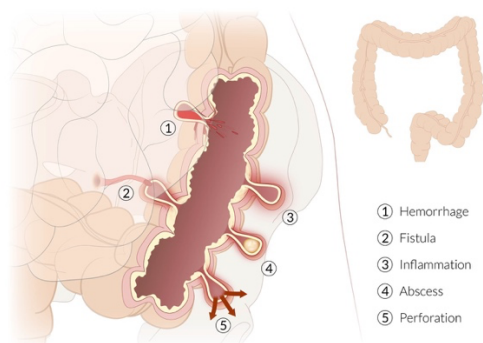 1
2
3
4
5
1 Hemorrhage
2 Fistula
3 Inflammation
4 Abscess
5 Perforation